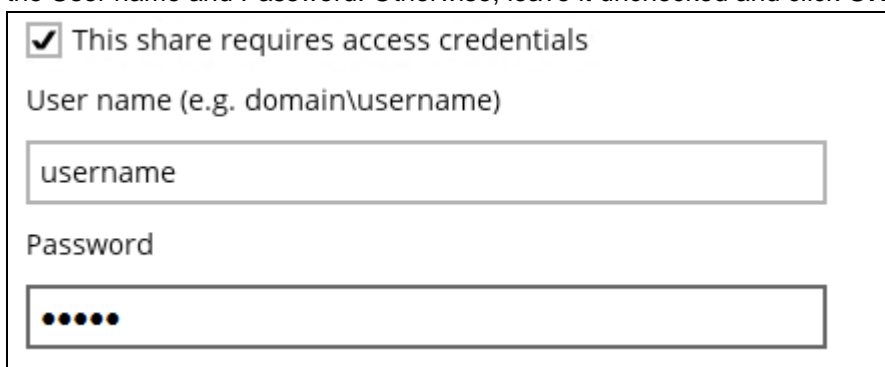 the User name and Password. Otherwise, leave it unchecked and click OK
This share requires access credentials
User name (e.g. domain\username)
username
Password
•••••